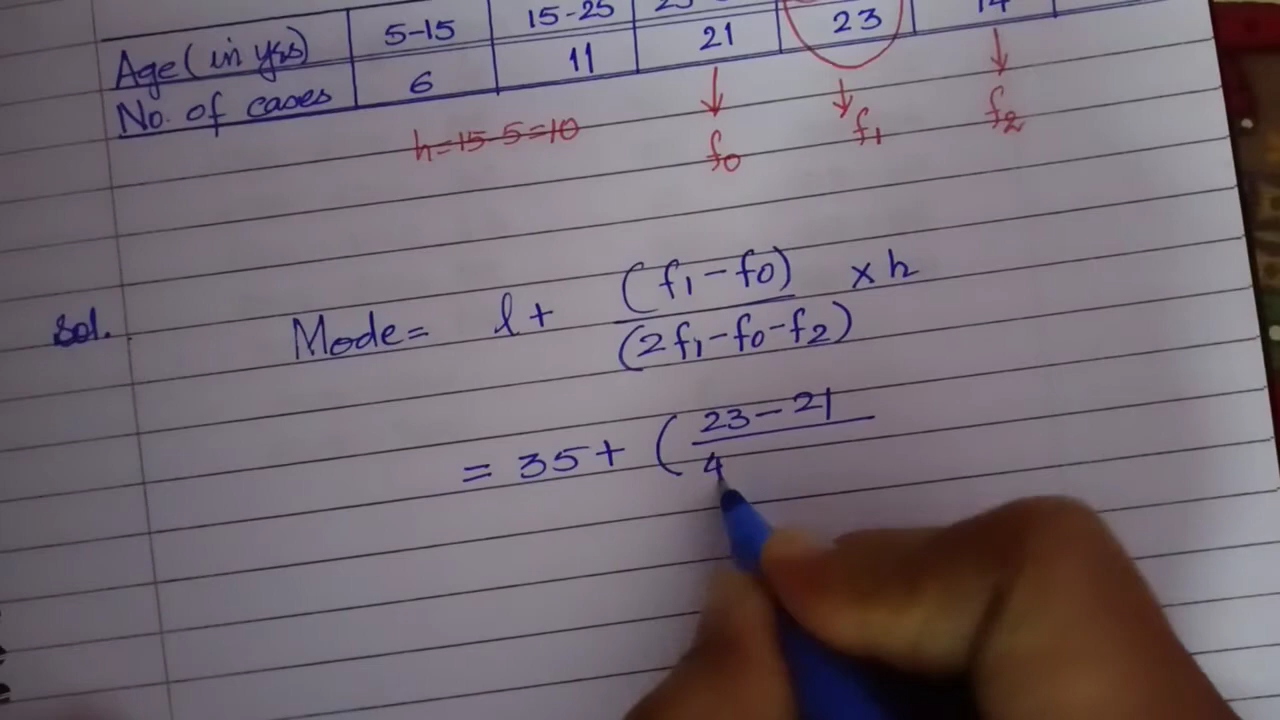 Age (in yrs) 5-15 15-25
No. of cases 6 11 21 23 14
h=15-5=10 f0 f1 f2
Sol. Mode = l + (f1-f0) x h
(2f1-f0-f2)
= 35 + ( 23-21
4